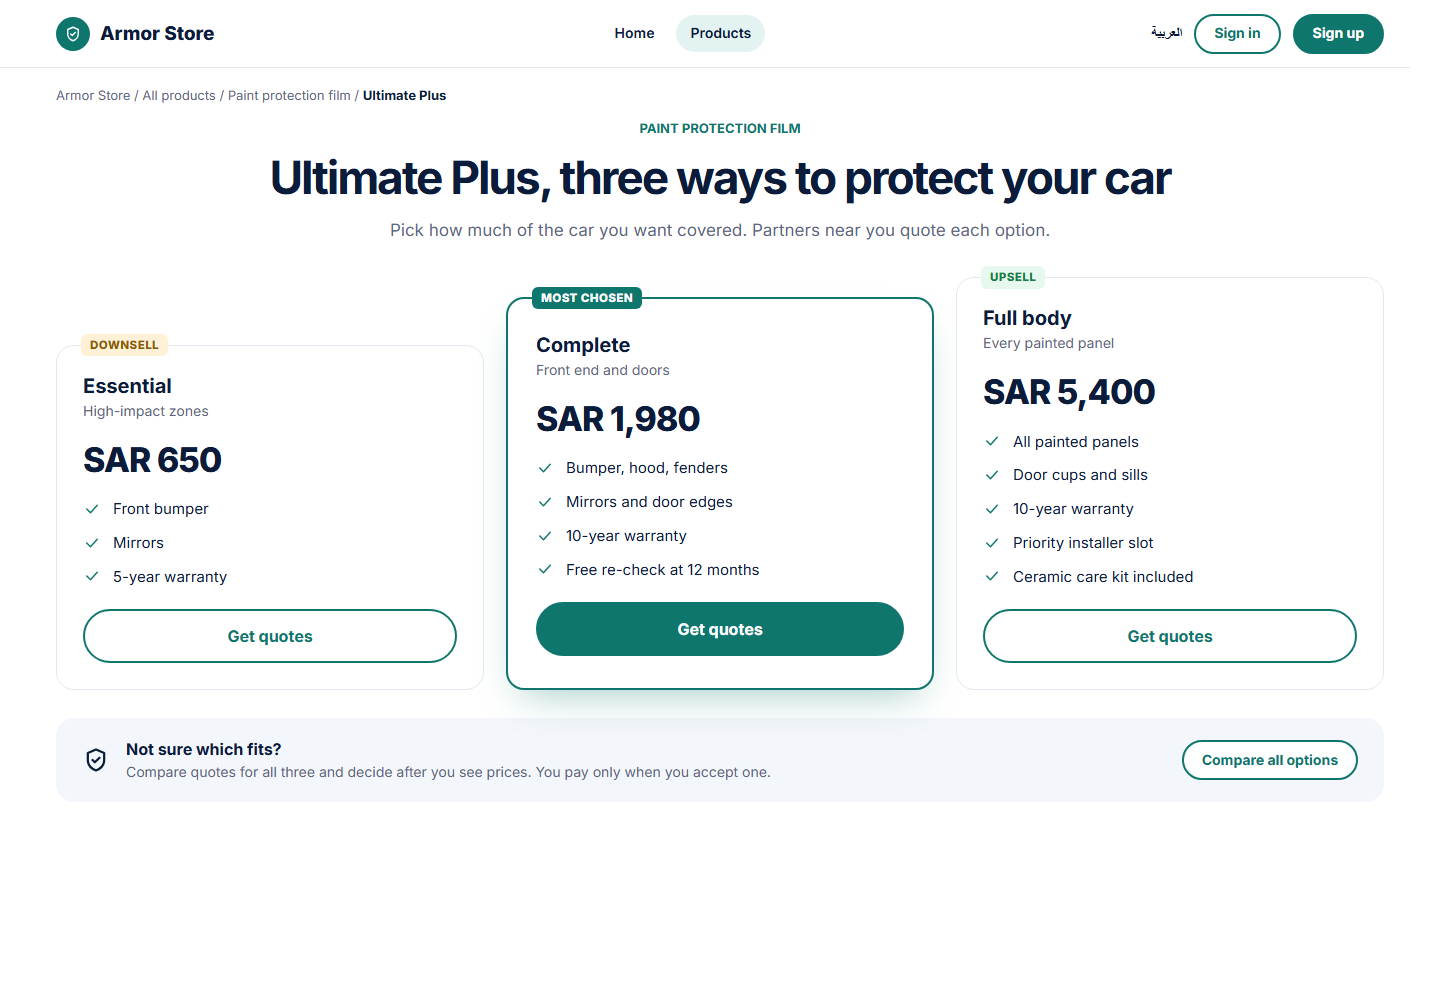 Armor Store
Home
Products
العربية
Sign in
Sign up
Armor Store / All products / Paint protection film / Ultimate Plus
PAINT PROTECTION FILM
Ultimate Plus, three ways to protect your car
Pick how much of the car you want covered. Partners near you quote each option.
DOWNSELL
Essential
High-impact zones
SAR 650
Front bumper
Mirrors
5-year warranty
Get quotes
MOST CHOSEN
Complete
Front end and doors
SAR 1,980
Bumper, hood, fenders
Mirrors and door edges
10-year warranty
Free re-check at 12 months
Get quotes
UPSELL
Full body
Every painted panel
SAR 5,400
All painted panels
Door cups and sills
10-year warranty
Priority installer slot
Ceramic care kit included
Get quotes
Not sure which fits?
Compare quotes for all three and decide after you see prices. You pay only when you accept one.
Compare all options